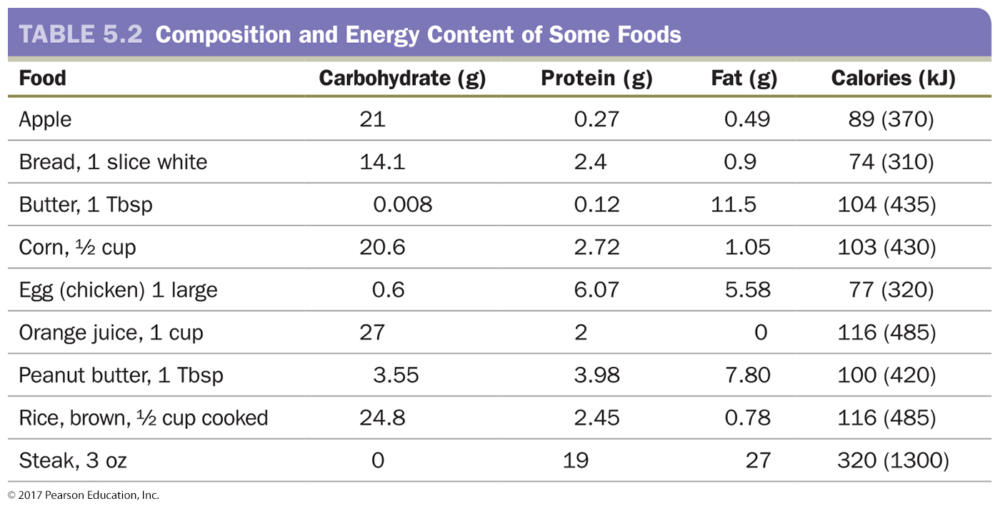 TABLE 5.2 Composition and Energy Content of Some Foods
Food Carbohydrate (g) Protein (g) Fat (g) Calories (kJ)
Apple 21 0.27 0.49 89 (370)
Bread, 1 slice white 14.1 2.4 0.9 74 (310)
Butter, 1 Tbsp 0.008 0.12 11.5 104 (435)
Corn, ½ cup 20.6 2.72 1.05 103 (430)
Egg (chicken) 1 large 0.6 6.07 5.58 77 (320)
Orange juice, 1 cup 27 2 0 116 (485)
Peanut butter, 1 Tbsp 3.55 3.98 7.80 100 (420)
Rice, brown, ½ cup cooked 24.8 2.45 0.78 116 (485)
Steak, 3 oz 0 19 27 320 (1300)
© 2017 Pearson Education, Inc.